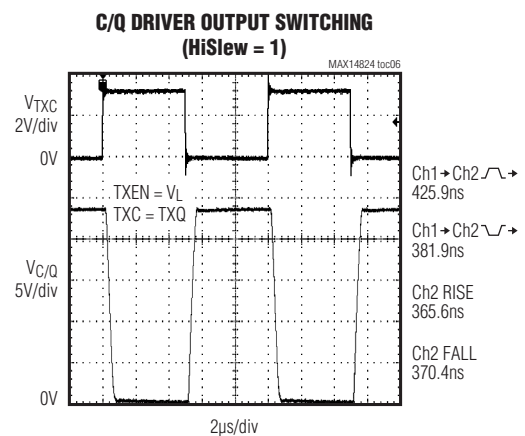 C/Q DRIVER OUTPUT SWITCHING
(HiSlew = 1)
MAX14824 toc06
VTXC
2V/div
0V
TXEN = VL
TXC = TXQ
VC/Q
5V/div
0V
2µs/div
Ch1➔Ch2 ➔
425.9ns
Ch1➔Ch2 ➔
381.9ns
Ch2 RISE
365.6ns
Ch2 FALL
370.4ns